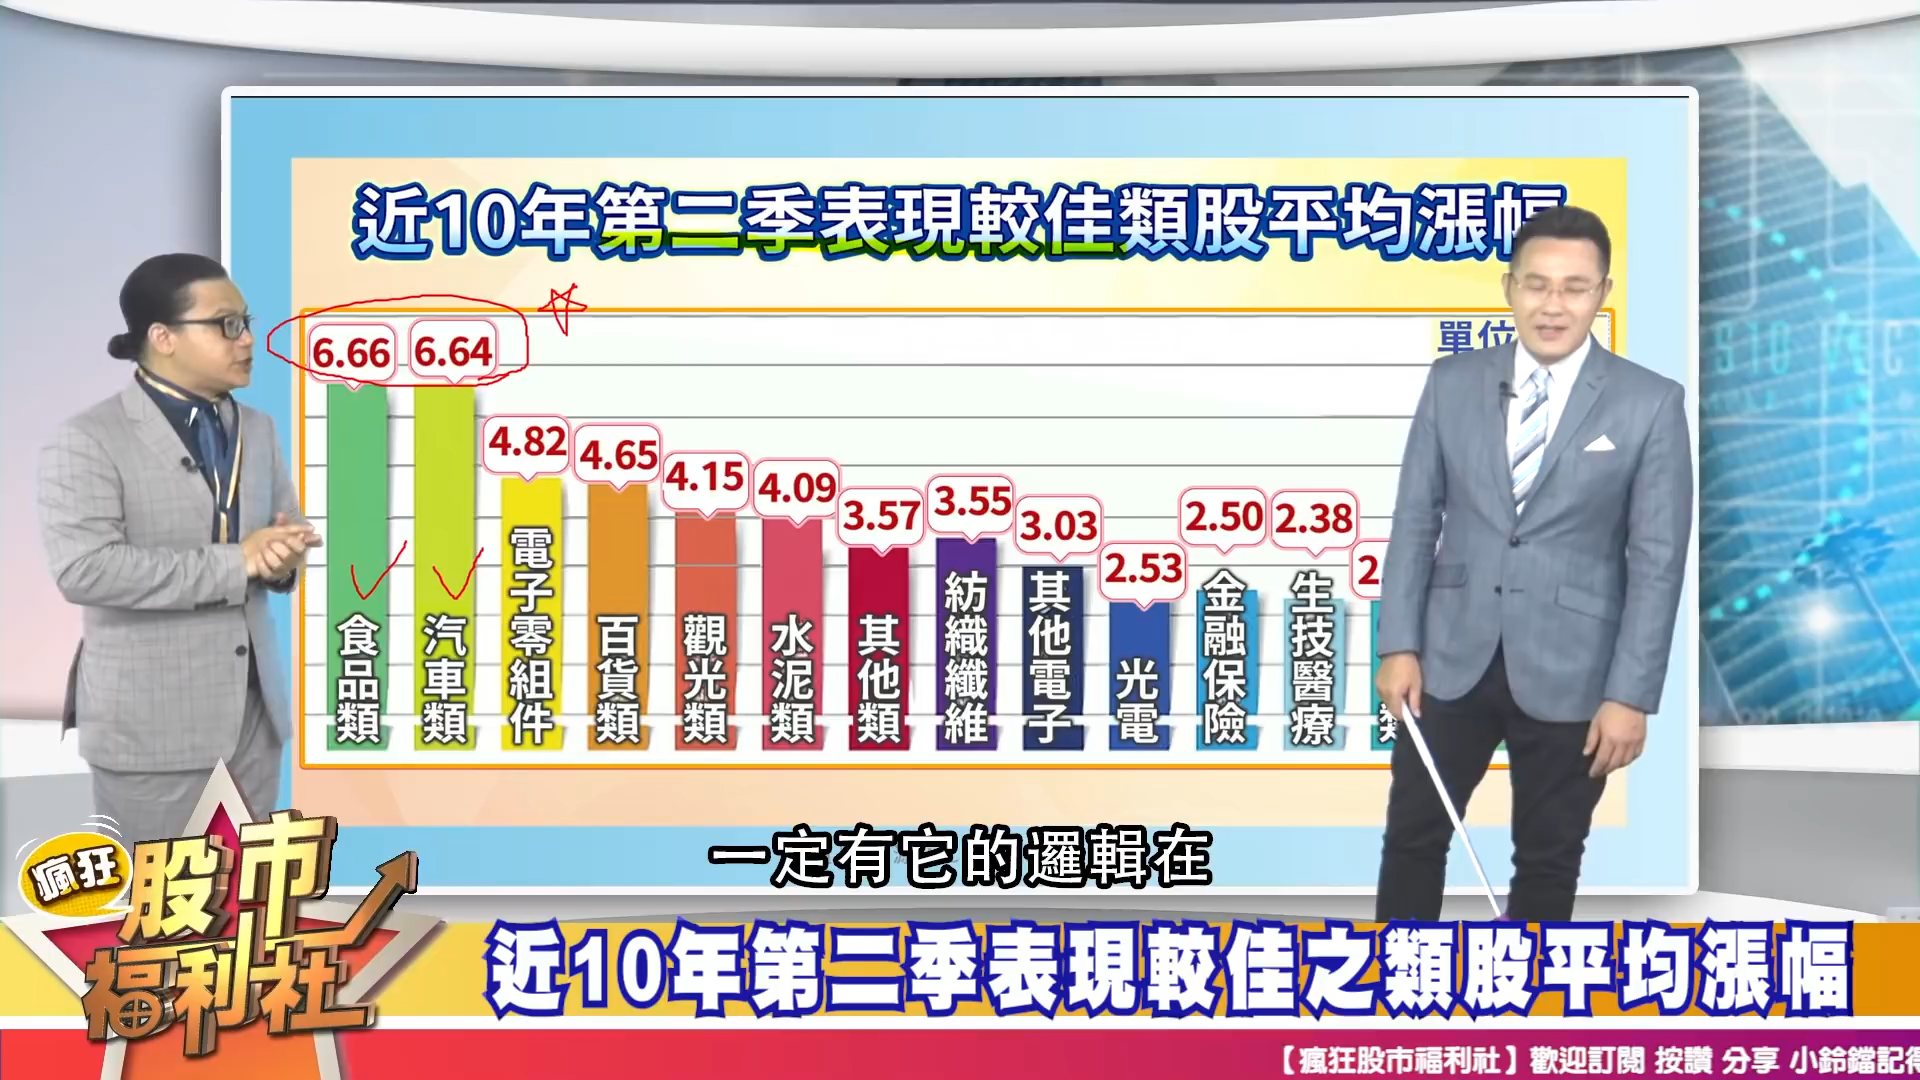 近10年第二季表現較佳類股平均漲幅
單位
6.66
6.64
4.82
4.65
4.15
4.09
3.57
3.55
3.03
2.53
2.50
2.38
2.
食品類
汽車類
電子零組件
百貨類
觀光類
水泥類
其他類
紡織纖維
其他電子
光電
金融保險
生技醫療
一定有它的邏輯在
瘋狂
股市
福利社
近10年第二季表現較佳之類股平均漲幅
【瘋狂股市福利社】歡迎訂閱 按讚 分享 小鈴鐺記得